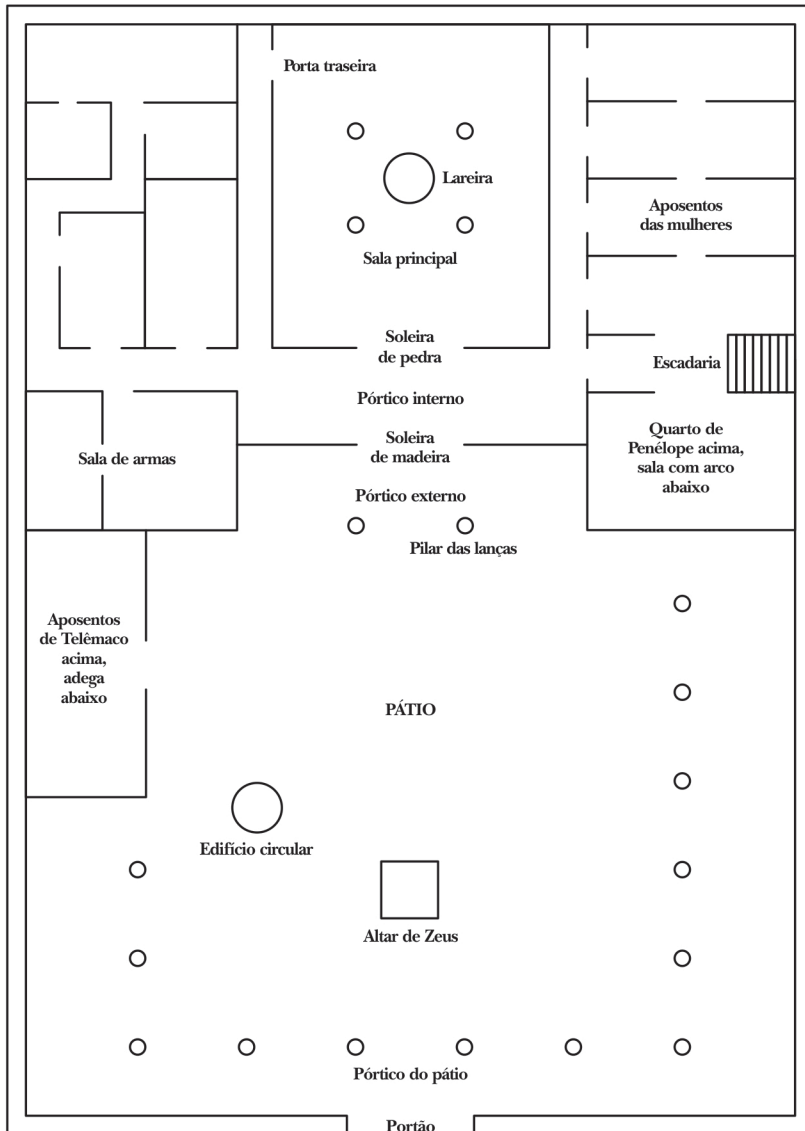 Porta traseira
Lareira
Aposentos
das mulheres
Sala principal
Soleira
de pedra
Escadaria
Pórtico interno
Soleira
de madeira
Sala de armas
Quarto de
Penélope acima,
sala com arco
abaixo
Pórtico externo
Pilar das lanças
Aposentos
de Telêmaco
acima,
adega
abaixo
PÁTIO
Edifício circular
Altar de Zeus
Pórtico do pátio
Portão